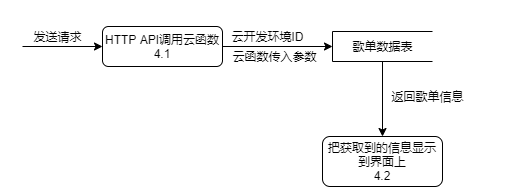 发送请求
HTTP API调用云函数
4.1
云开发环境ID
云函数传入参数
歌单数据表
返回歌单信息
把获取到的信息显示
到界面上
4.2